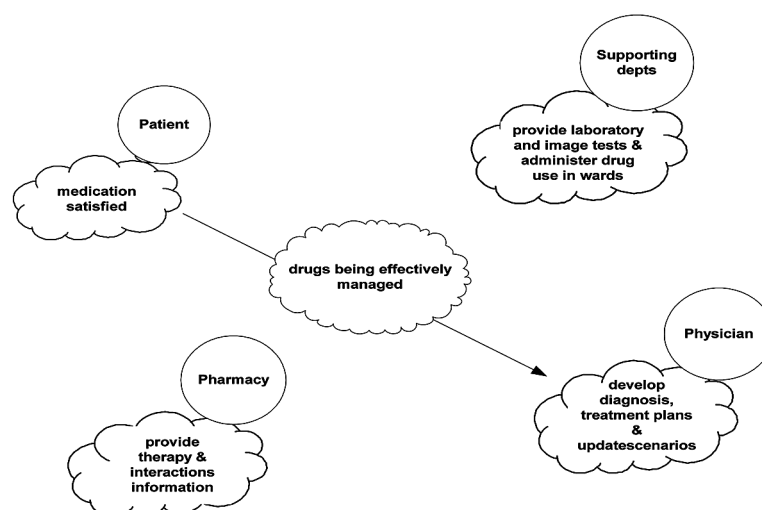 Supporting
depts
provide laboratory
and image tests &
administer drug
use in wards
Patient
medication
satisfied
drugs being effectively
managed
Physician
develop
diagnosis,
treatment plans
&
updatescenarios
Pharmacy
provide
therapy &
interactions
information